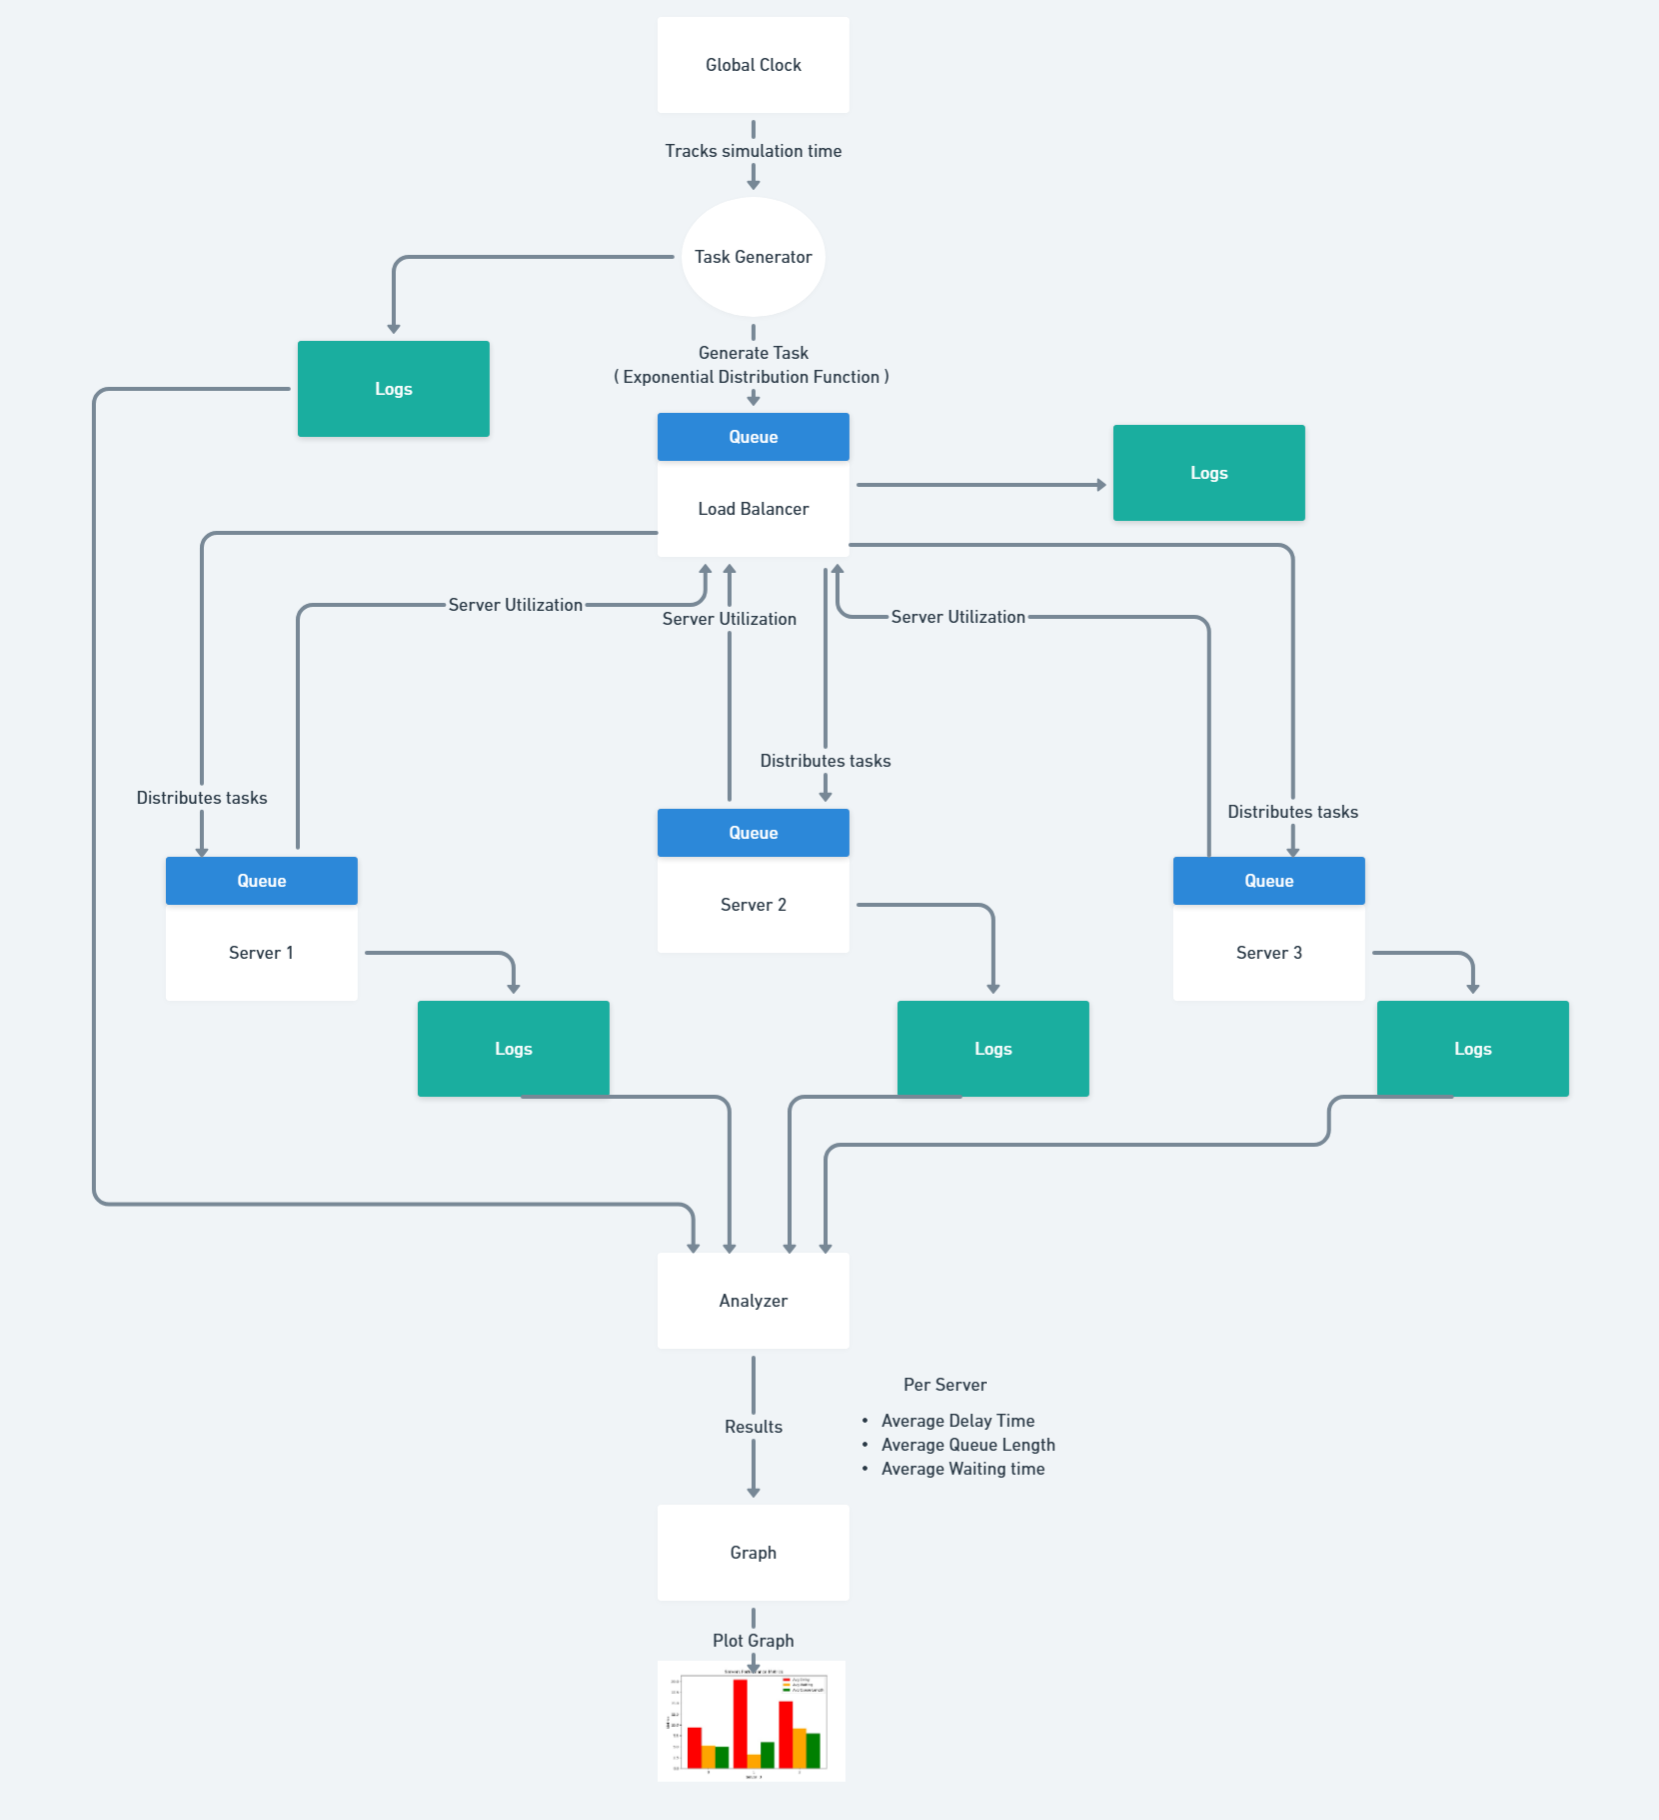 Global Clock
Tracks simulation time
Task Generator
Generate Task
( Exponential Distribution Function )
Logs
Queue
Load Balancer
Logs
Server Utilization
Server Utilization
Server Utilization
Distributes tasks
Distributes tasks
Distributes tasks
Queue
Server 1
Queue
Server 2
Queue
Server 3
Logs
Logs
Logs
Analyzer
Results
Per Server
• Average Delay Time
• Average Queue Length
• Average Waiting time
Graph
Plot Graph